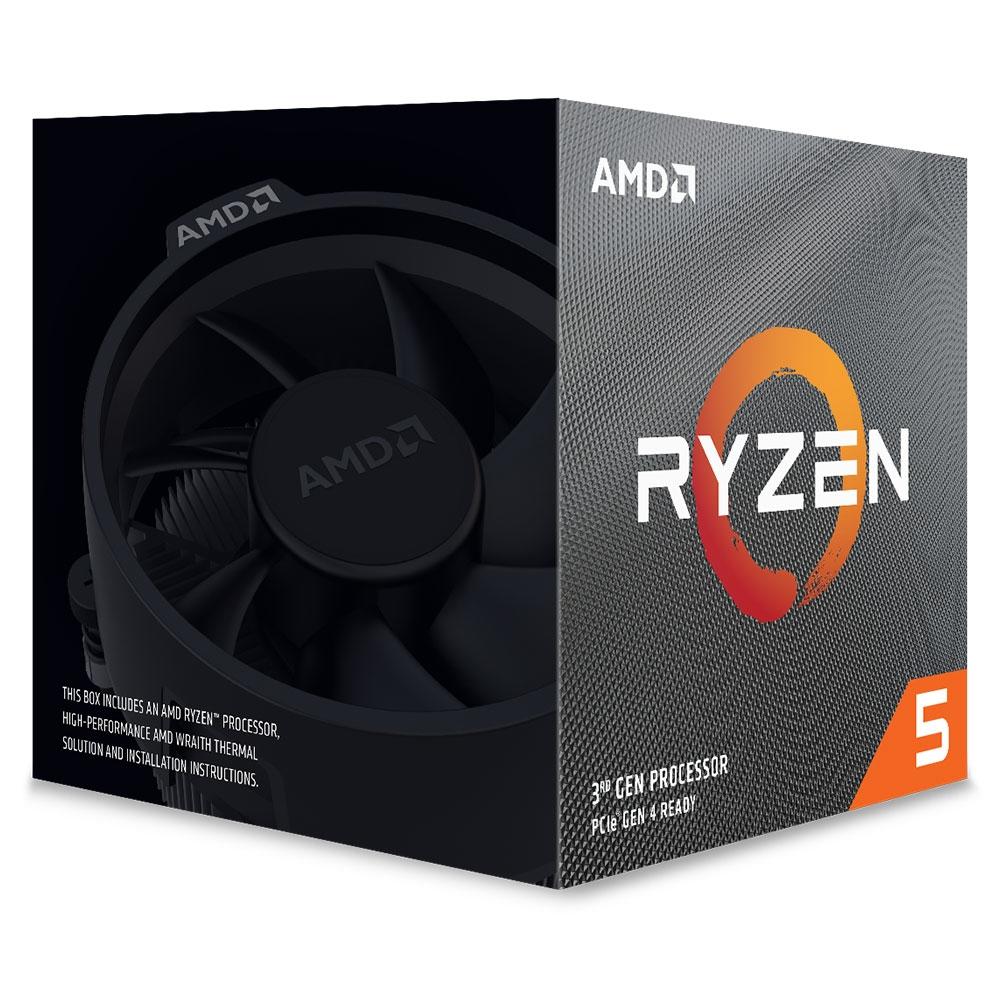 AMD
AMD
THIS BOX INCLUDES AN AMD RYZEN™ PROCESSOR,
HIGH-PERFORMANCE AMD WRAITH THERMAL
SOLUTION AND INSTALLATION INSTRUCTIONS.
AMD
RYZEN
5
3RD GEN PROCESSOR
PCIe® GEN 4 READY